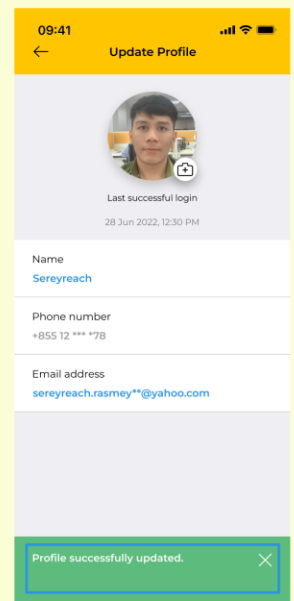 09:41
Update Profile
Last successful login
28 Jun 2022, 12:30 PM
Name
Sereyreach
Phone number
+855 12 *** *78
Email address
sereyreach.rasmey**@yahoo.com
Profile successfully updated.